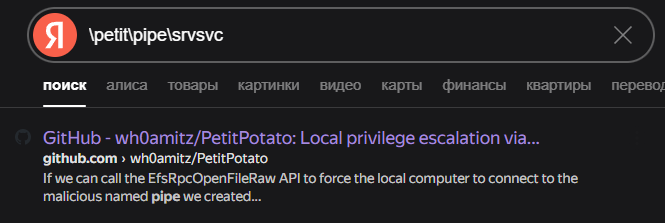 Я \petit\pipe\srvsvc
поиск алиса товары картинки видео карты финансы квартиры перевод
GitHub - wh0amitz/PetitPotato: Local privilege escalation via...
github.com › wh0amitz/PetitPotato
If we can call the EfsRpcOpenFileRaw API to force the local computer to connect to the
malicious named pipe we created...